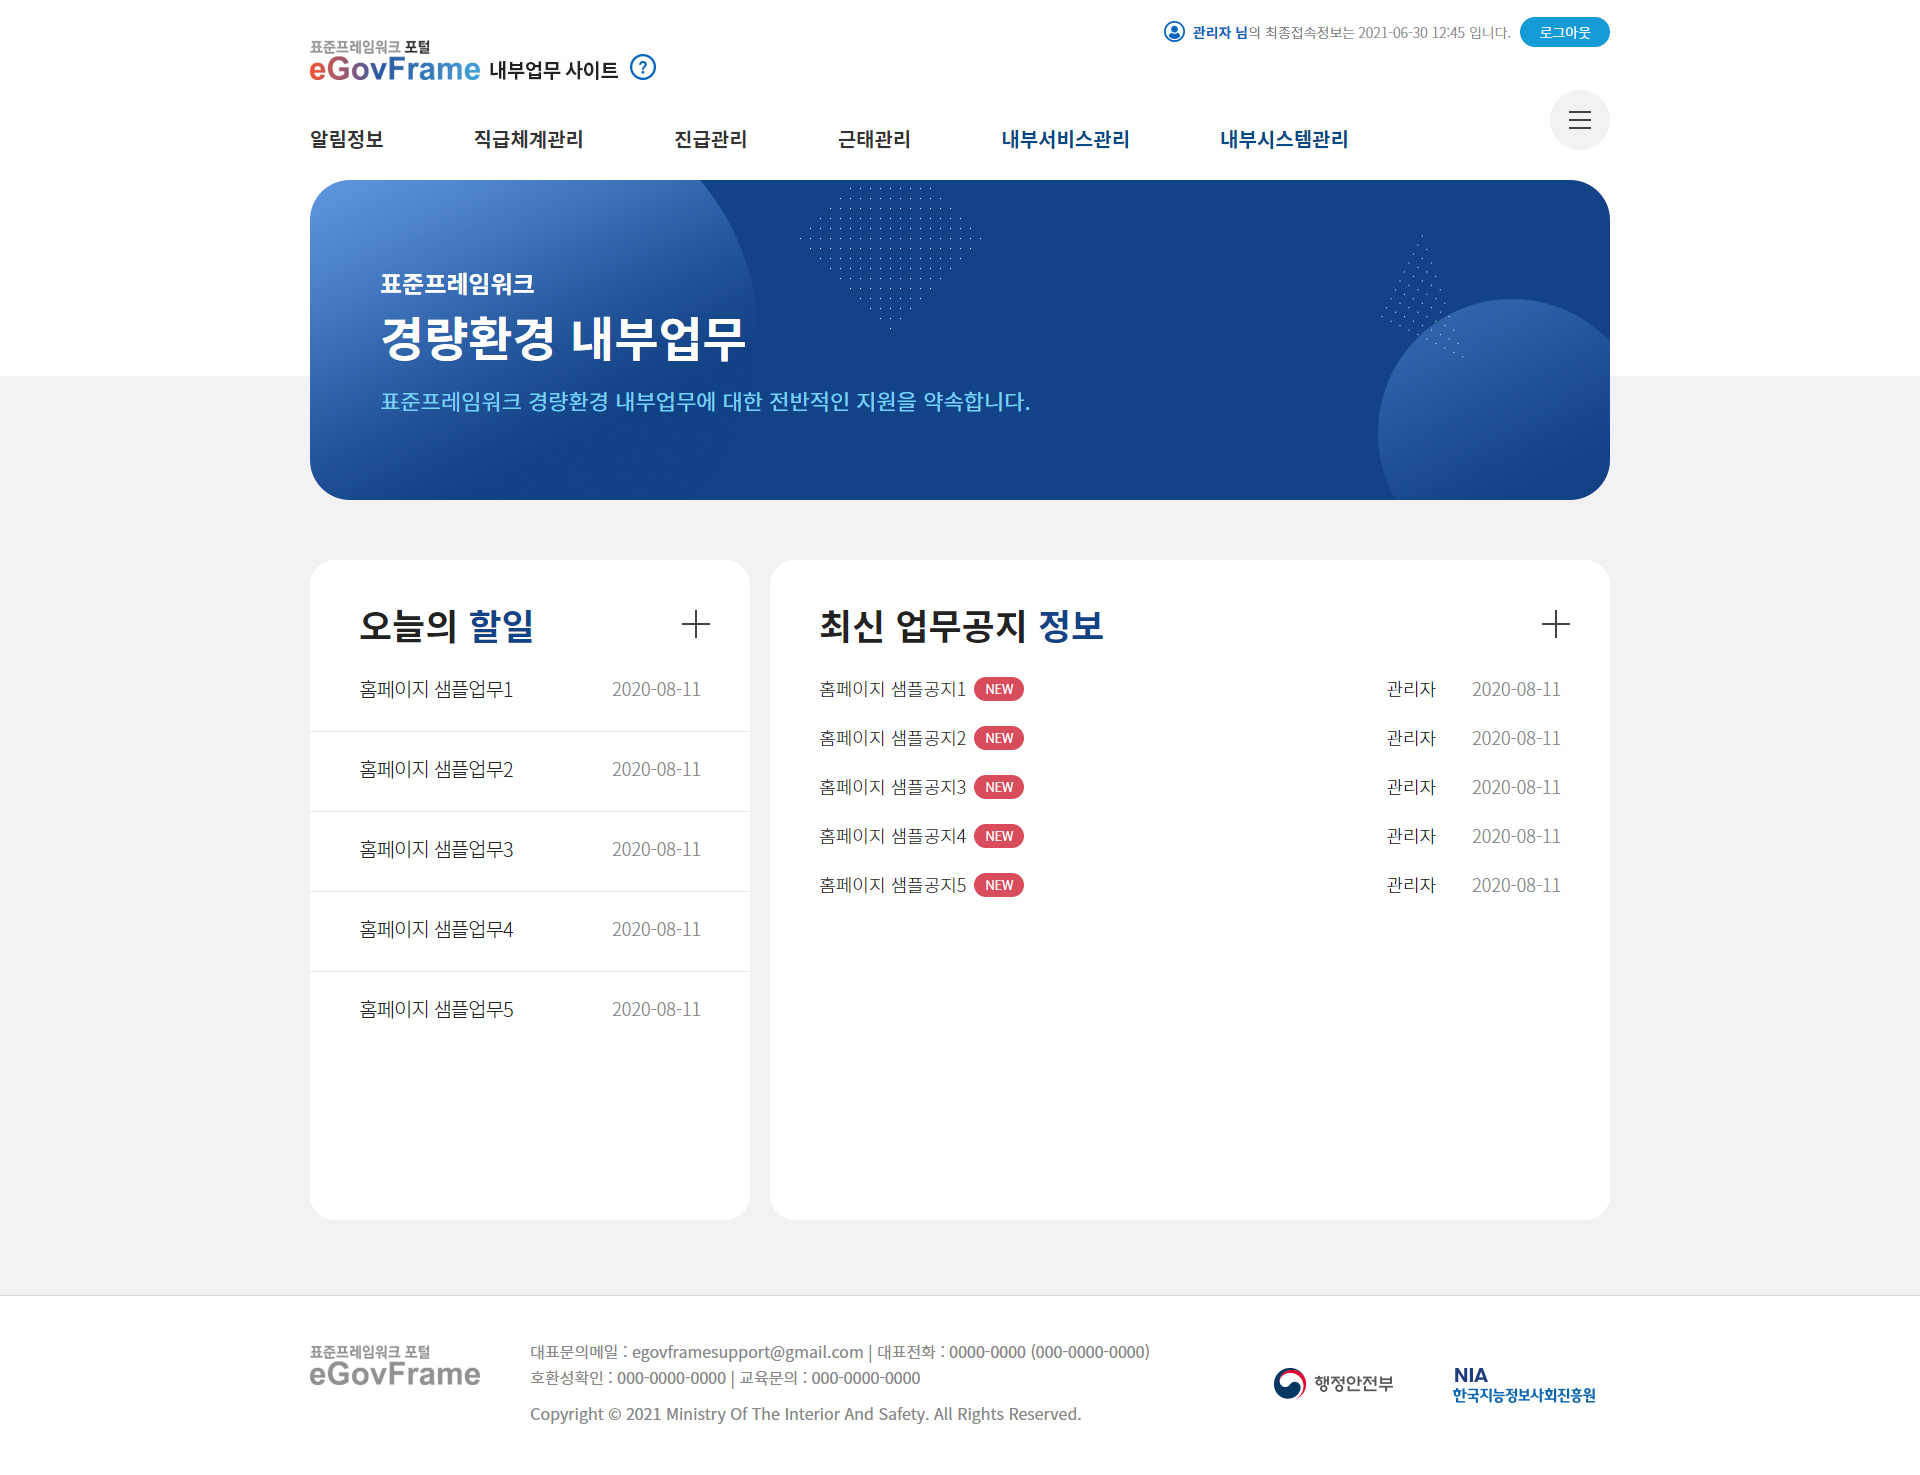 관리자 님의 최종접속정보는 2021-06-30 12:45 입니다.
로그아웃
표준프레임워크 포털
eGovFrame 내부업무 사이트 ?
알림정보
직급체계관리
진급관리
근태관리
내부서비스관리
내부시스템관리
표준프레임워크
경량환경 내부업무
표준프레임워크 경량환경 내부업무에 대한 전반적인 지원을 약속합니다.
오늘의 할일
홈페이지 샘플업무1 2020-08-11
홈페이지 샘플업무2 2020-08-11
홈페이지 샘플업무3 2020-08-11
홈페이지 샘플업무4 2020-08-11
홈페이지 샘플업무5 2020-08-11
최신 업무공지 정보
홈페이지 샘플공지1 NEW 관리자 2020-08-11
홈페이지 샘플공지2 NEW 관리자 2020-08-11
홈페이지 샘플공지3 NEW 관리자 2020-08-11
홈페이지 샘플공지4 NEW 관리자 2020-08-11
홈페이지 샘플공지5 NEW 관리자 2020-08-11
표준프레임워크 포털
eGovFrame
대표문의메일 : egovframesupport@gmail.com | 대표전화 : 0000-0000 (000-0000-0000)
호환성확인 : 000-0000-0000 | 교육문의 : 000-0000-0000
Copyright © 2021 Ministry Of The Interior And Safety. All Rights Reserved.
행정안전부
NIA
한국지능정보사회진흥원